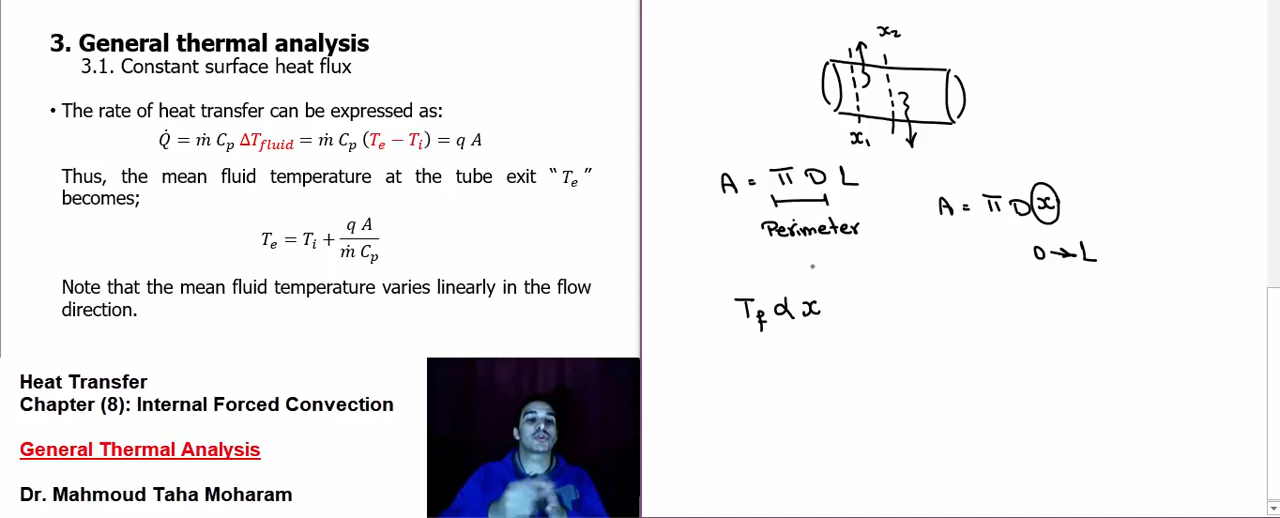 3. General thermal analysis
3.1. Constant surface heat flux
• The rate of heat transfer can be expressed as:
Q̇ = ṁ Cp ΔTfluid = ṁ Cp (Te − Ti) = q A
Thus, the mean fluid temperature at the tube exit “Te”
becomes;
Te = Ti + q A / ṁ Cp
Note that the mean fluid temperature varies linearly in the flow
direction.
Heat Transfer
Chapter (8): Internal Forced Convection
General Thermal Analysis
Dr. Mahmoud Taha Moharam
x2
x1
A = π D L
Perimeter
A = π D x
0 → L
Tf α x